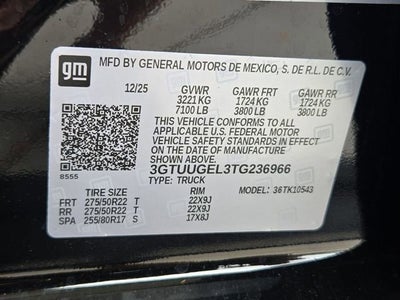 gm
MFD BY GENERAL MOTORS DE MEXICO, S. DE R.L. DE C.V.
12/25 GVWR GAWR FRT GAWR RR
3221 KG 1724 KG 1724 KG
7100 LB 3800 LB 3800 LB
THIS VEHICLE CONFORMS TO ALL
APPLICABLE U.S. FEDERAL MOTOR
VEHICLE SAFETY STANDARDS IN EFFECT
ON THE DATE OF MANUFACTURE
SHOWN ABOVE.
8555
3GTUUGEL3TG236966
TYPE: TRUCK MODEL: 36TK10543
TIRE SIZE RIM
FRT 275/50R22 T 22X9J
RR 275/50R22 T 22X9J
SPA 255/80R17 S 17X8J